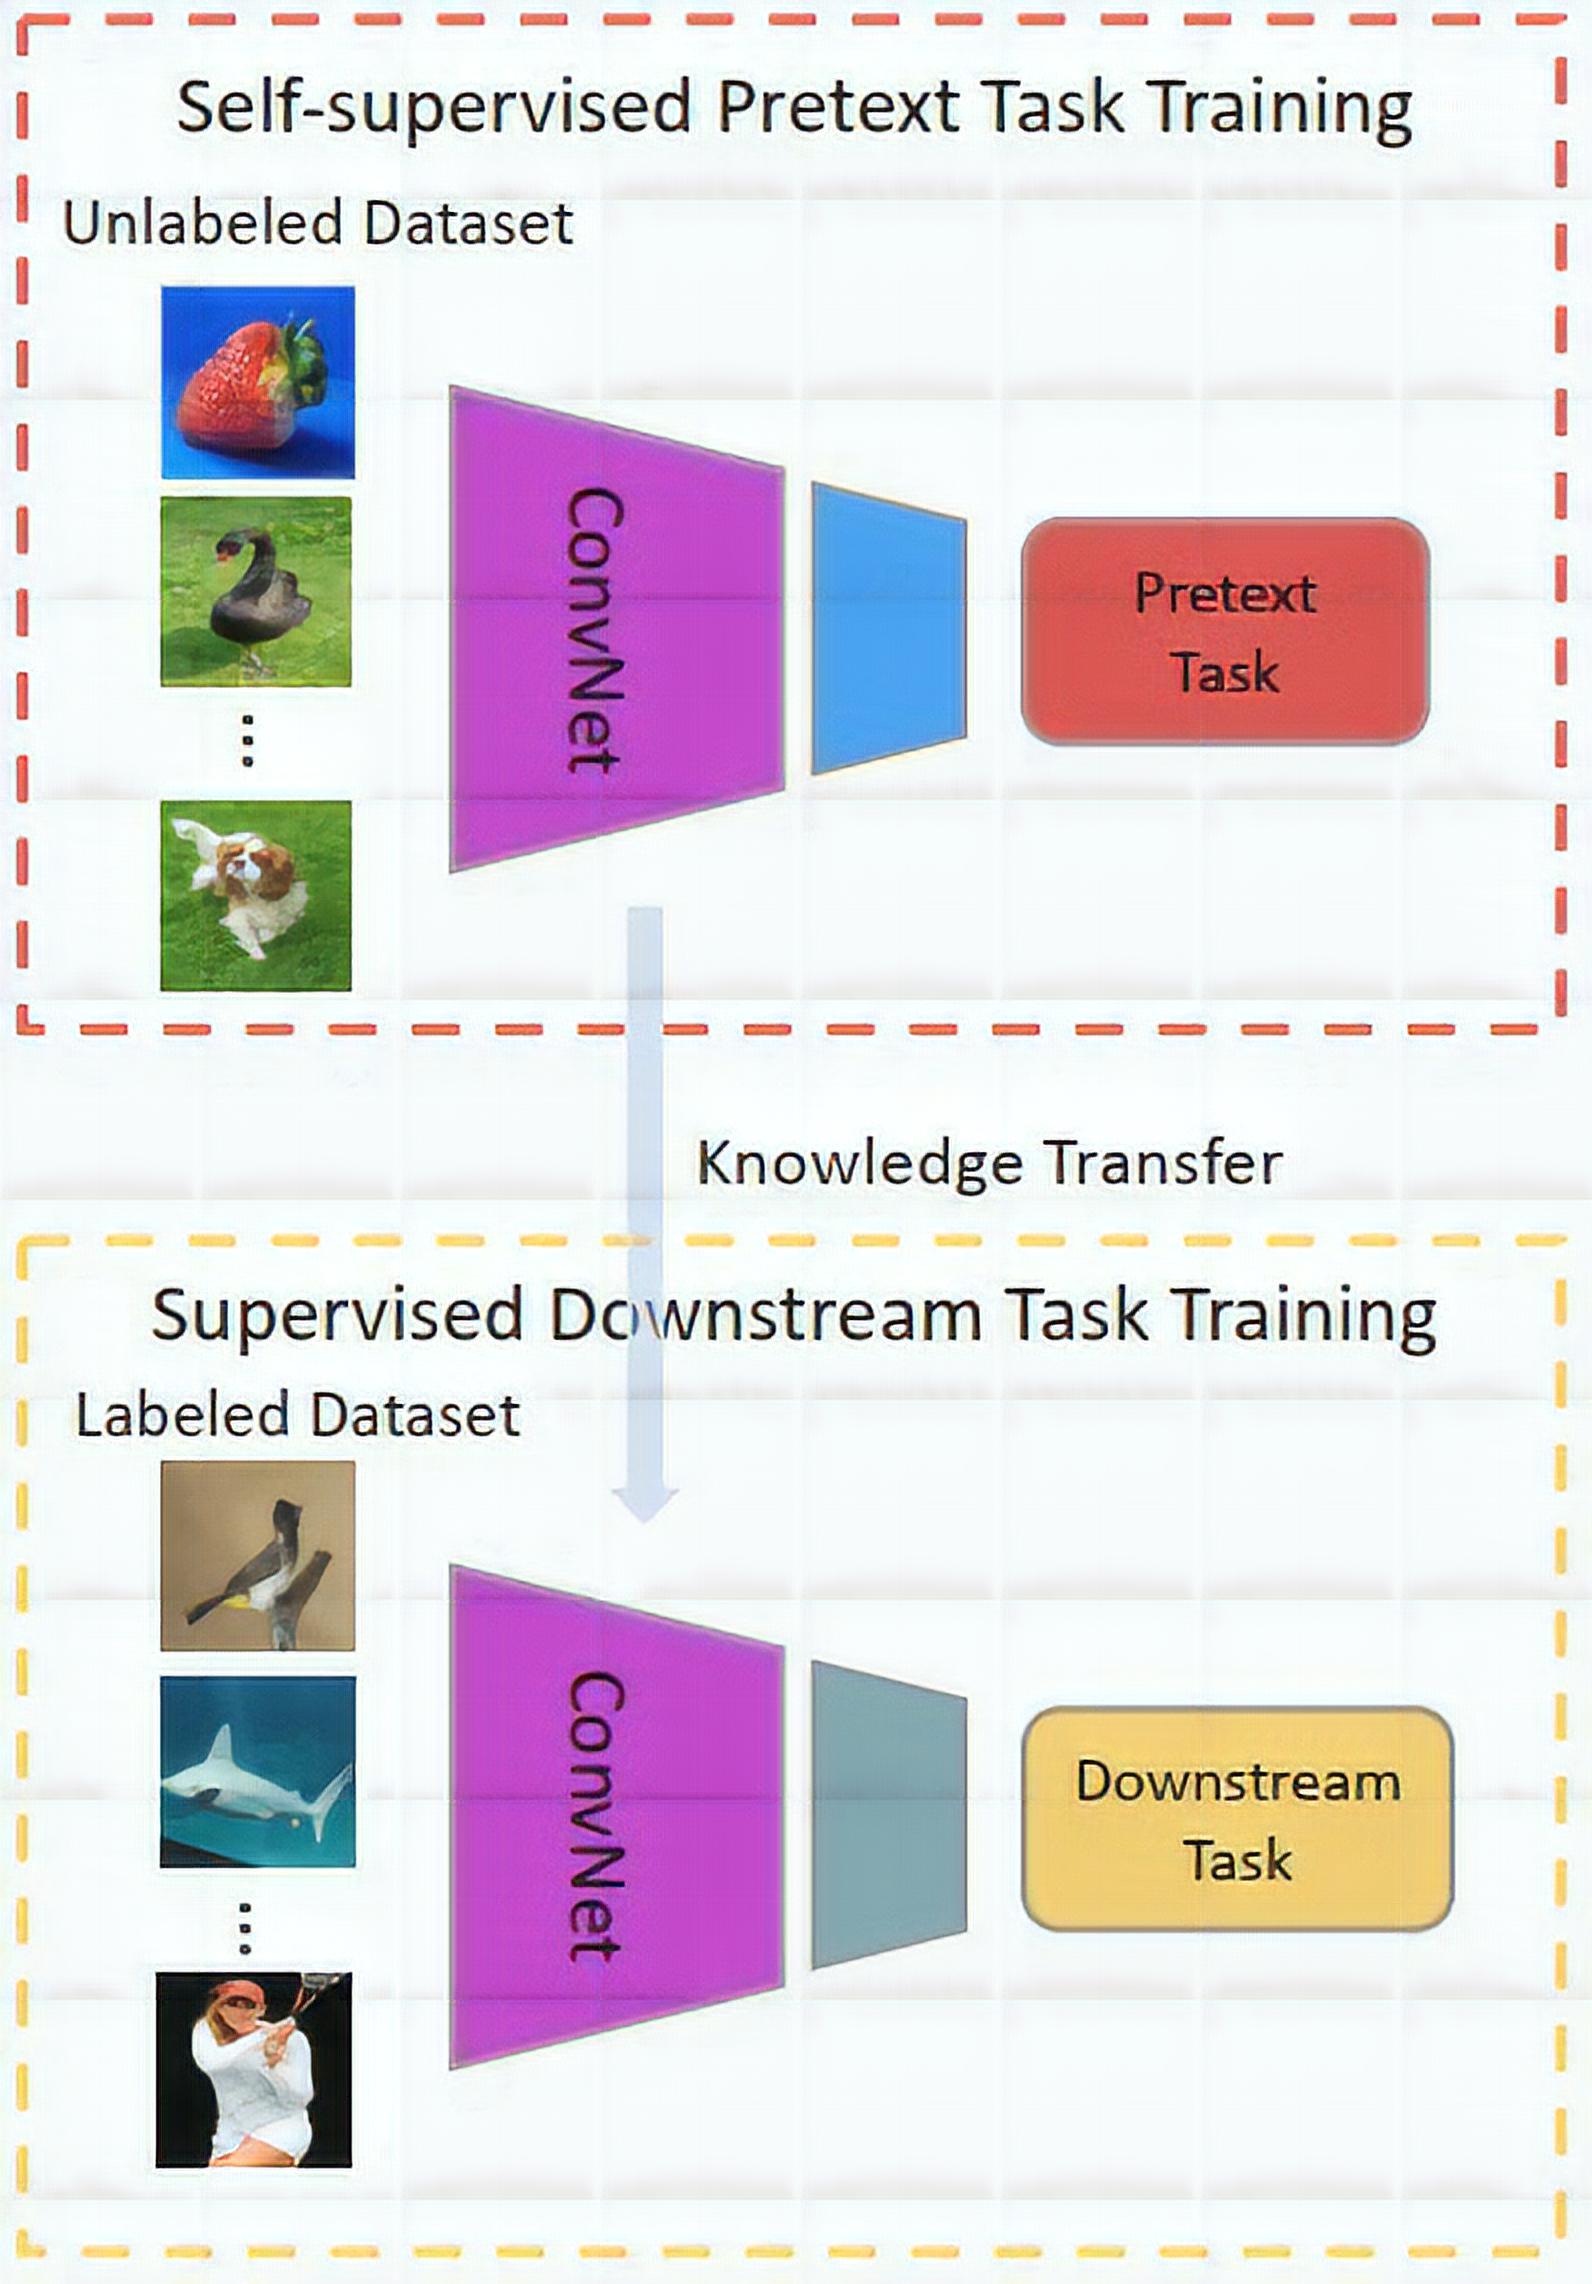 Self-supervised Pretext Task Training
Unlabeled Dataset
ConvNet
Pretext
Task
Knowledge Transfer
Supervised Downstream Task Training
Labeled Dataset
ConvNet
Downstream
Task